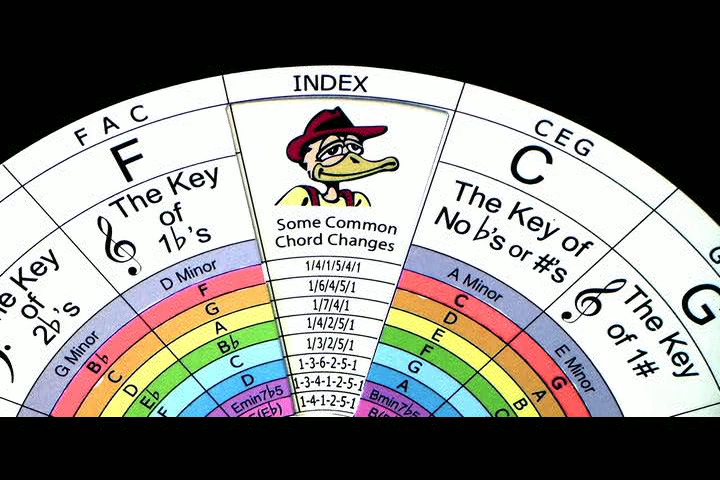 INDEX
Some Common
Chord Changes
1/4/1/5/4/1
1/6/4/5/1
1/7/4/1
1/4/2/5/1
1/3/2/5/1
1-3-6-2-5-1
1-3-4-1-2-5-1
1-4-1-2-5-1
F A C
F
The Key
of
1♭'s
D Minor
F
G
A
B♭
C
D
Emin7♭5
Key
of
2♭'s
G Minor
B♭
C
D
E♭
F
C E G
C
The Key of
No ♭'s or #'s
A Minor
C
D
E
F
G
A
Bmin7♭5
G
The Key
of 1#
E Minor
G
A
B
C